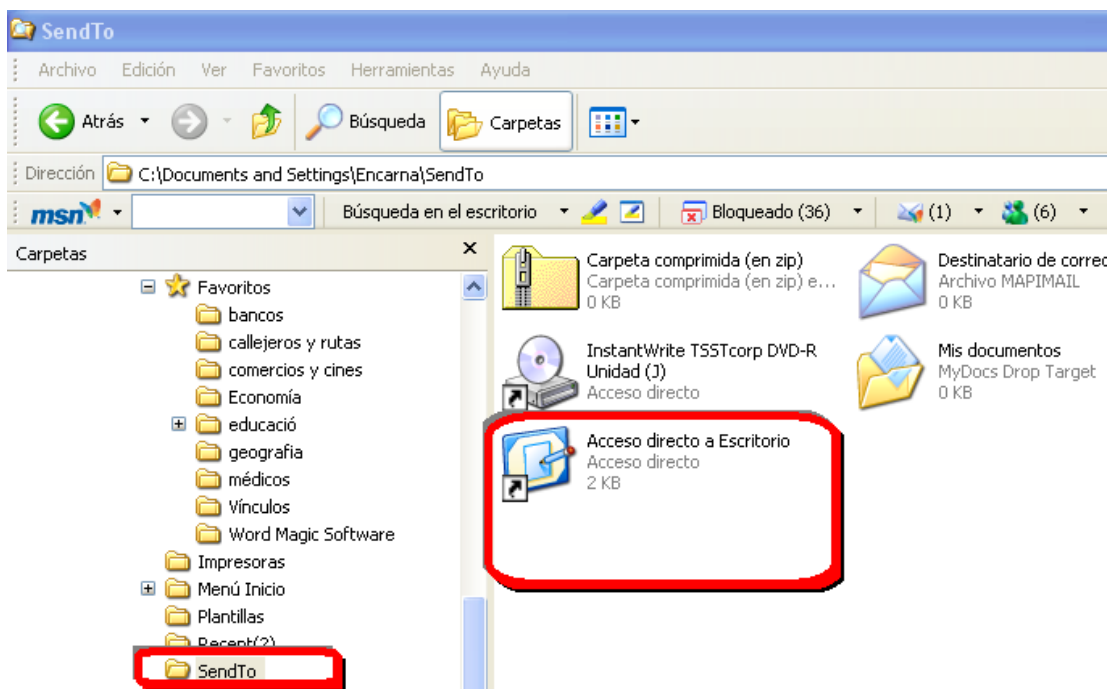 SendTo
Archivo Edición Ver Favoritos Herramientas Ayuda
Atrás Búsqueda Carpetas
Dirección C:\Documents and Settings\Encarna\SendTo
msn Búsqueda en el escritorio Bloqueado (36) (1) (6)
Carpetas
Favoritos
bancos
callejeros y rutas
comercios y cines
Economía
educació
geografia
médicos
Vínculos
Word Magic Software
Impresoras
Menú Inicio
Plantillas
Recent(2)
SendTo
Carpeta comprimida (en zip)
Carpeta comprimida (en zip) e...
0 KB
Destinatario de correo
Archivo MAPIMAIL
0 KB
InstantWrite TSSTcorp DVD-R
Unidad (J)
Acceso directo
Mis documentos
MyDocs Drop Target
0 KB
Acceso directo a Escritorio
Acceso directo
2 KB